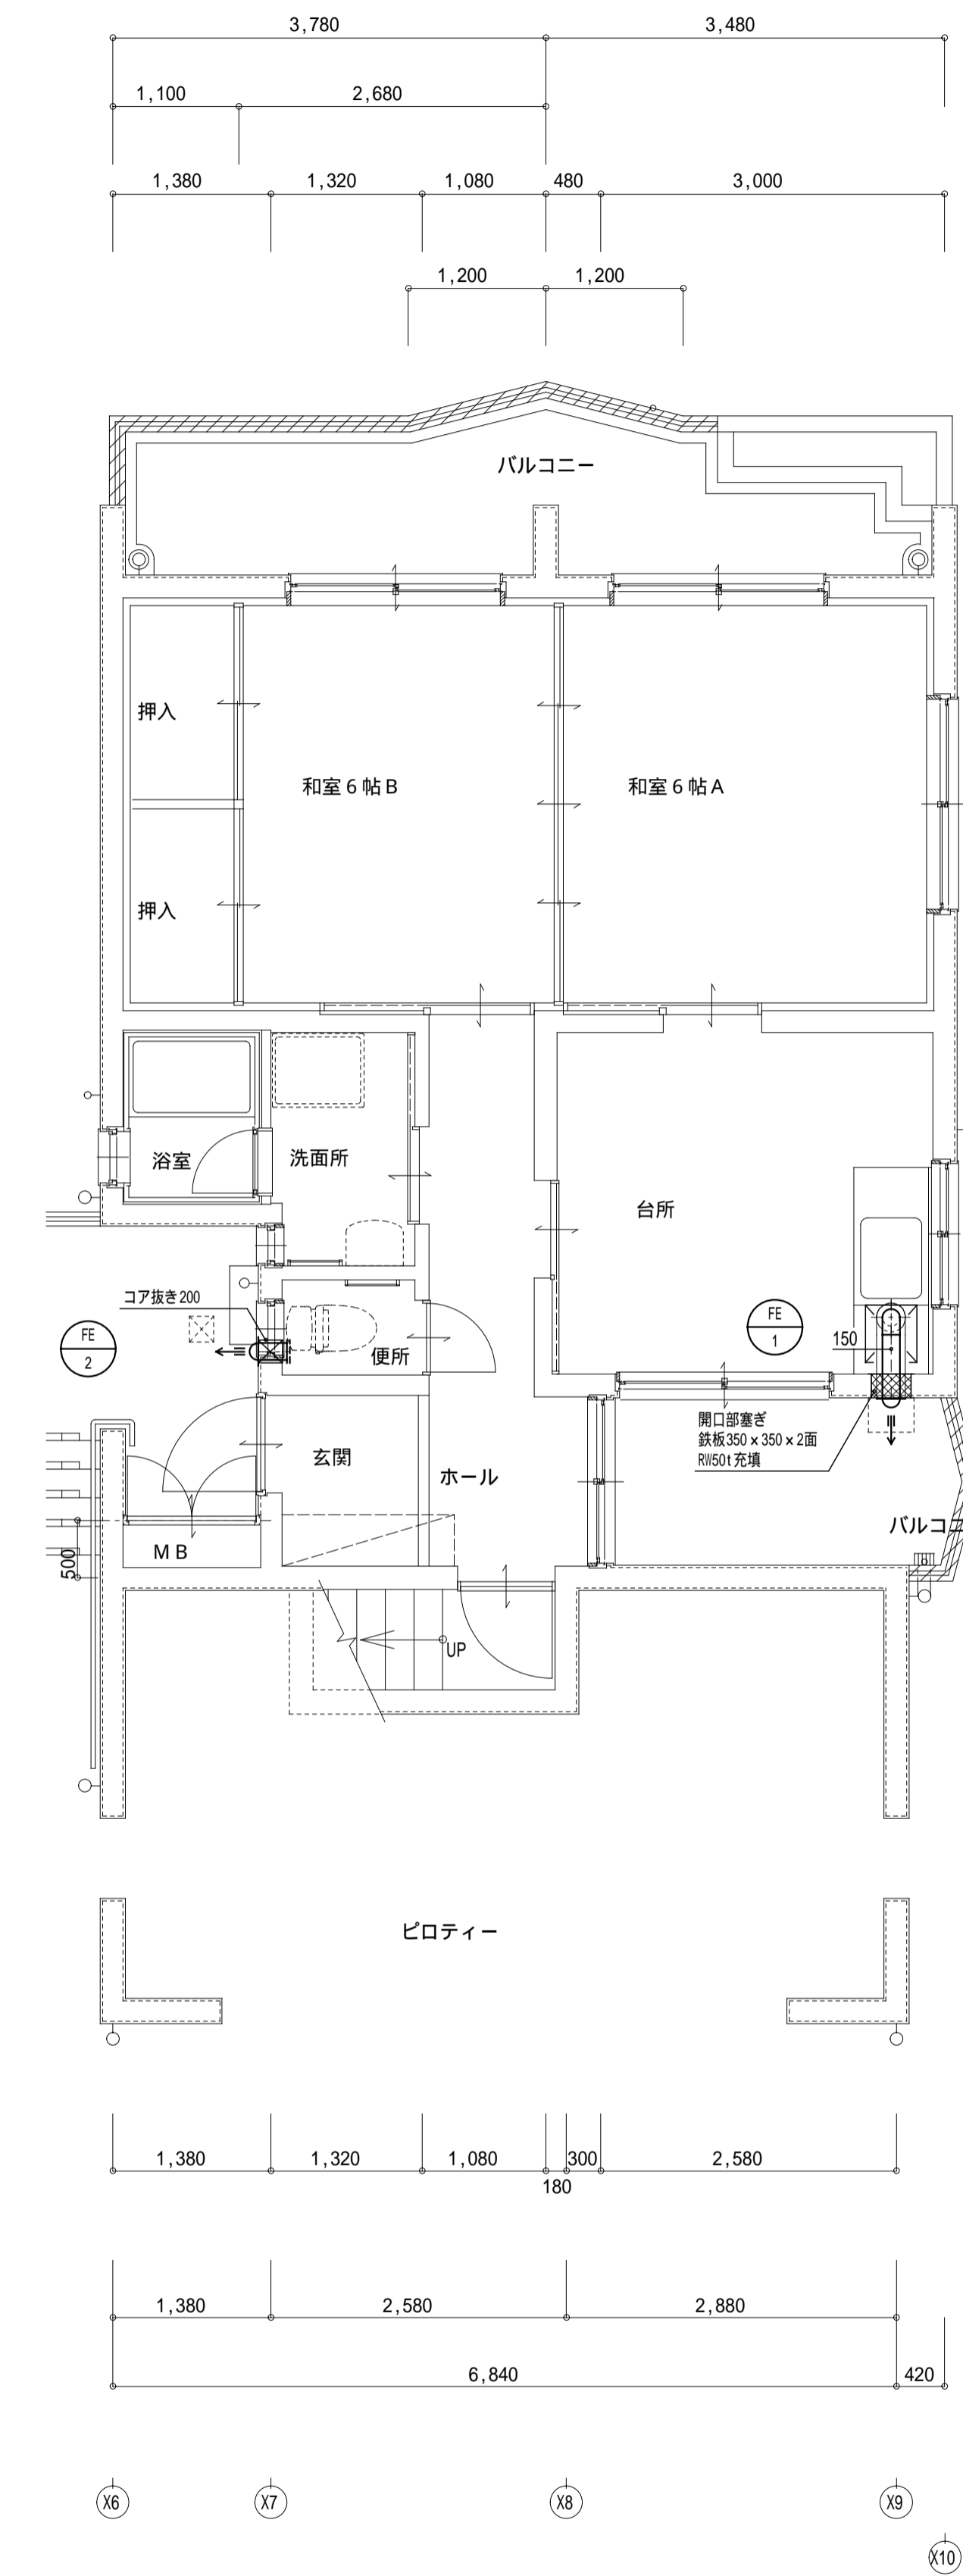 3,780
3,480
1,100
2,680
1,380
1,320
1,080
480
3,000
1,200
1,200
バルコニー
押入
和室６帖Ｂ
和室６帖Ａ
押入
浴室
洗面所
台所
コア抜き200
FE
2
FE
1
150
便所
開口部塞ぎ
鉄板350×350×2面
RW50t充填
玄関
ホール
バルコニ
ＭＢ
500
UP
ピロティー
1,380
1,320
1,080
300
2,580
180
1,380
2,580
2,880
6,840
420
X6
X7
X8
X9
X10